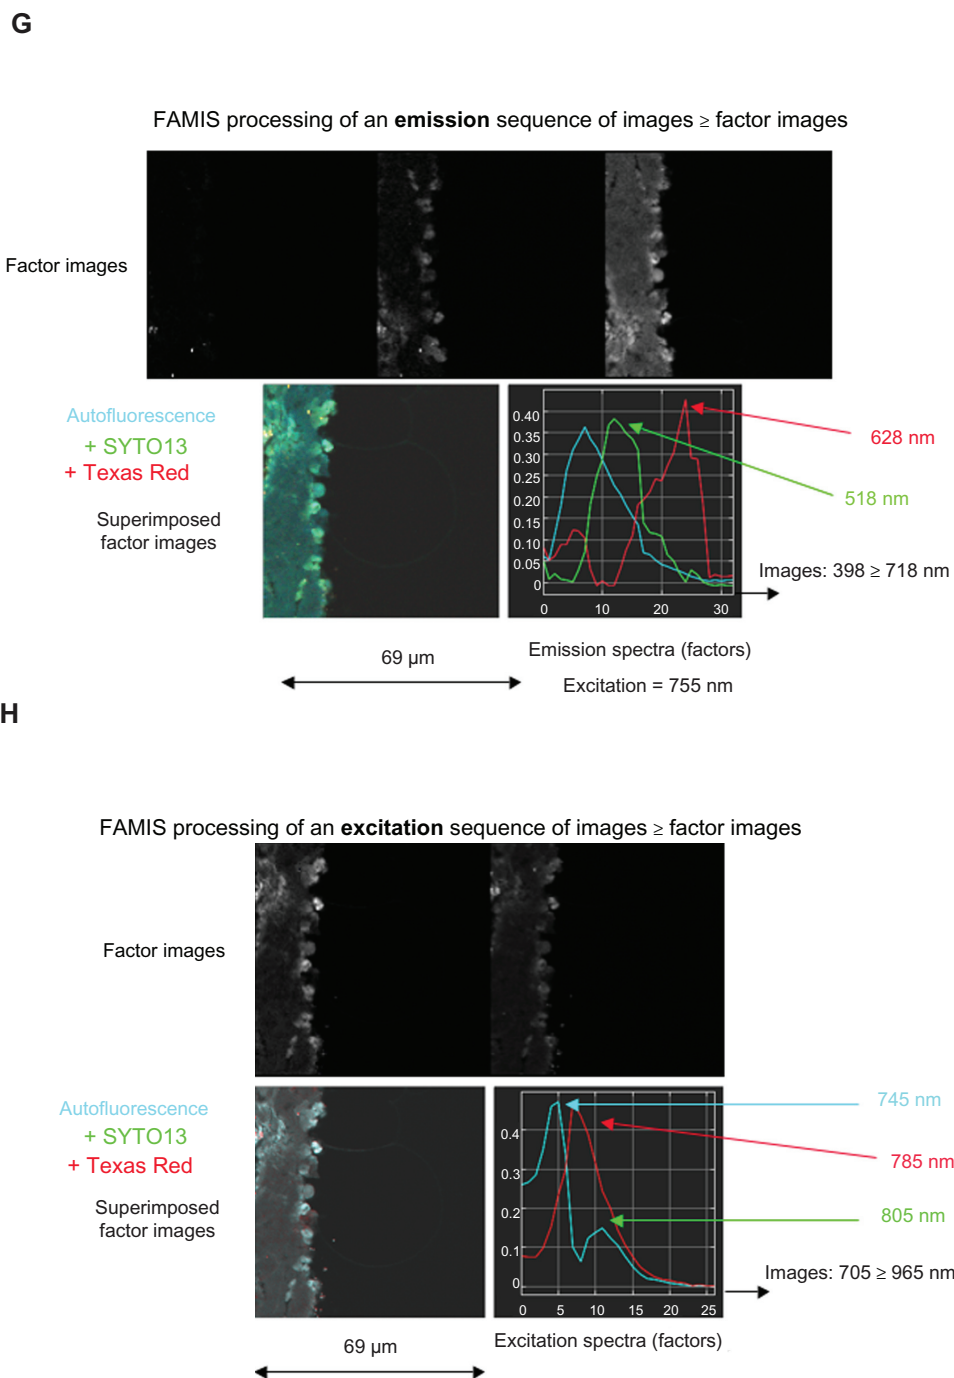 G
FAMIS processing of an emission sequence of images ≥ factor images
Factor images
Autofluorescence
+ SYTO13
+ Texas Red
Superimposed
factor images
0.40
0.35
0.30
0.25
0.20
0.15
0.10
0.05
0
0 10 20 30
628 nm
518 nm
Images: 398 ≥ 718 nm
69 µm
Emission spectra (factors)
Excitation = 755 nm
H
FAMIS processing of an excitation sequence of images ≥ factor images
Factor images
Autofluorescence
+ SYTO13
+ Texas Red
Superimposed
factor images
0.4
0.3
0.2
0.1
0
0 5 10 15 20 25
745 nm
785 nm
805 nm
Images: 705 ≥ 965 nm
69 µm
Excitation spectra (factors)